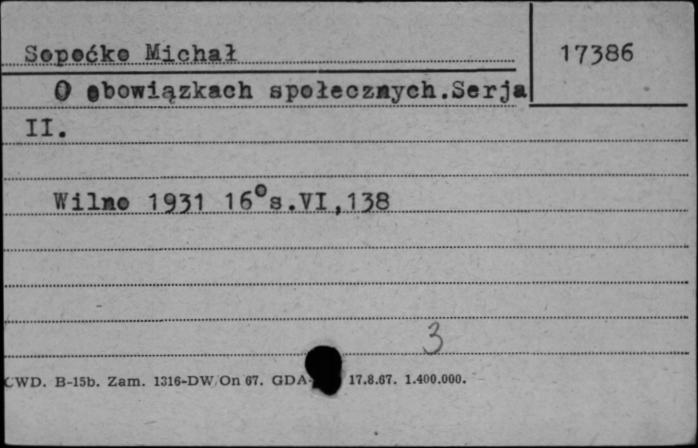 Sopoćko Michał
17386
O obowiązkach społecznych.Serja
II.
Wilno 1931 16° s.VI,138
3
CWD. B-15b. Zam. 1316-DW/On 67. GDA- 17.8.67. 1.400.000.